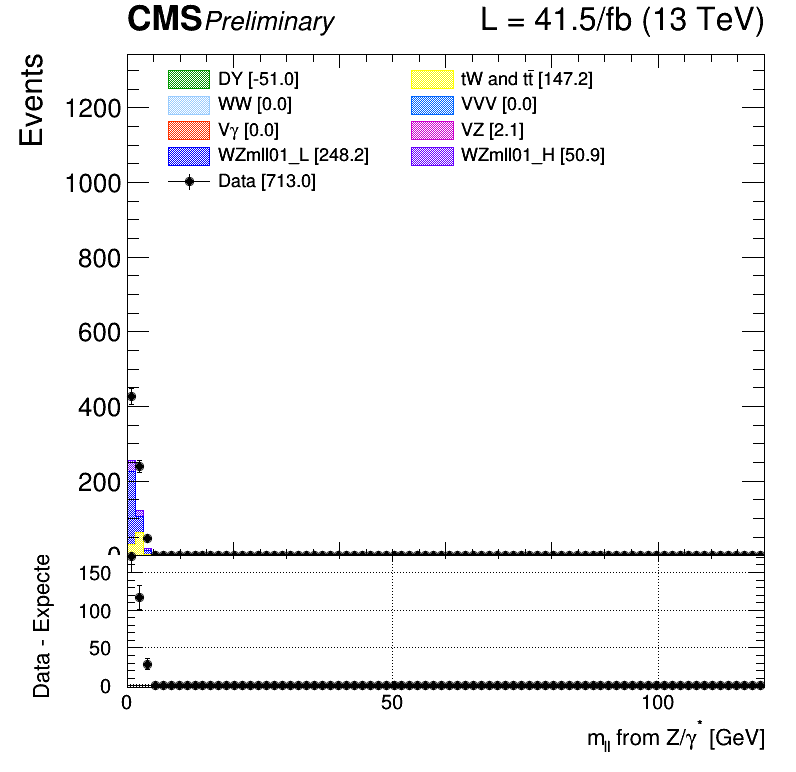 CMS Preliminary L = 41.5/fb (13 TeV)
Events
DY [-51.0] tW and tt̄ [147.2]
WW [0.0] VVV [0.0]
Vγ [0.0] VZ [2.1]
WZmll01_L [248.2] WZmll01_H [50.9]
Data [713.0]
1200
1000
800
600
400
200
0
Data - Expecte
150
100
50
0
0 50 100
m_ll from Z/γ* [GeV]